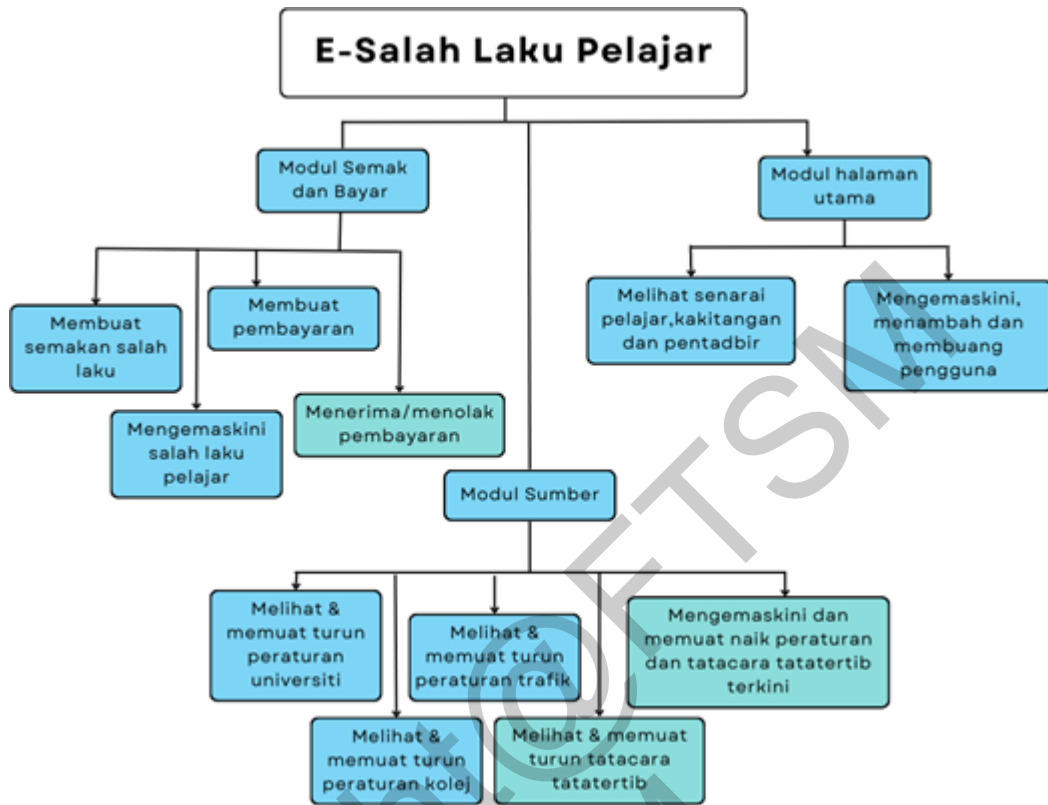 E-Salah Laku Pelajar
Modul Semak
dan Bayar
Modul halaman
utama
Membuat
semakan salah
laku
Mengemaskini
salah laku
pelajar
Membuat
pembayaran
Menerima/menolak
pembayaran
Melihat senarai
pelajar,kakitangan
dan pentadbir
Mengemaskini,
menambah dan
membuang
pengguna
Modul Sumber
Melihat &
memuat turun
peraturan
universiti
Melihat &
memuat turun
peraturan kolej
Melihat &
memuat turun
peraturan trafik
Melihat & memuat
turun tatacara
tatatertib
Mengemaskini dan
memuat naik peraturan
dan tatacara tatatertib
terkini
ht@FTSM